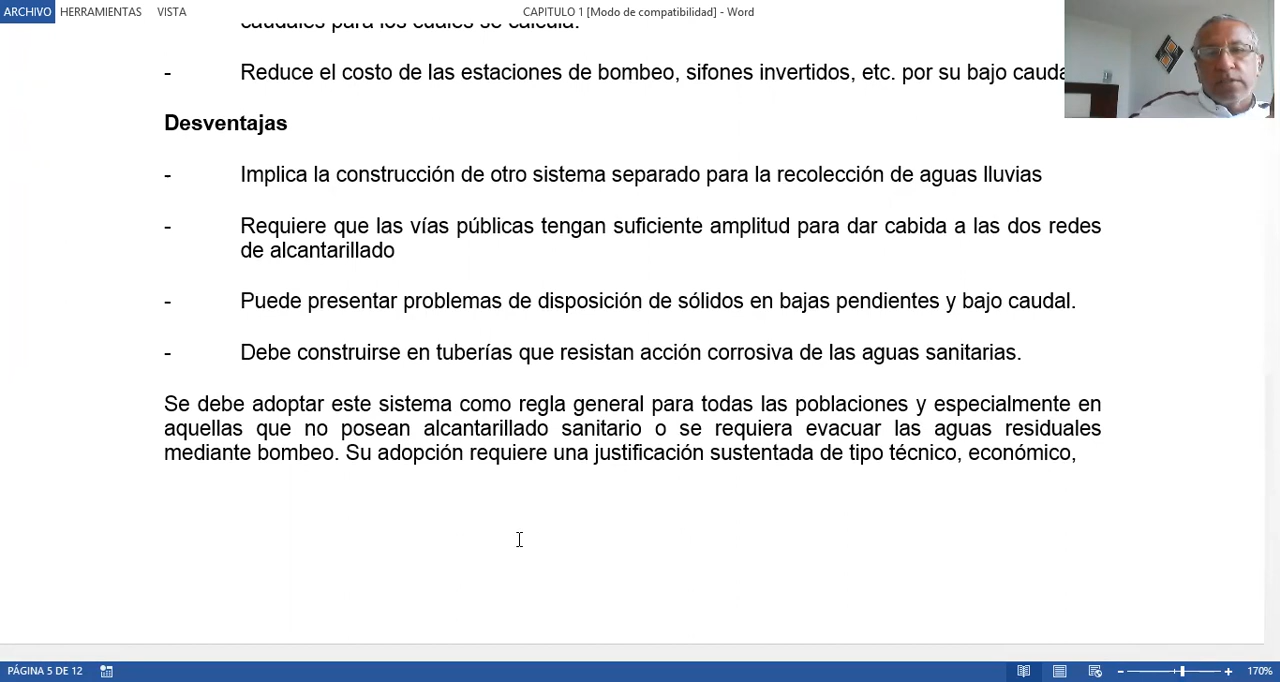 ARCHIVO HERRAMIENTAS VISTA CAPITULO 1 [Modo de compatibilidad] - Word
caudales para los cuales se calcula.
- Reduce el costo de las estaciones de bombeo, sifones invertidos, etc. por su bajo
Desventajas
- Implica la construcción de otro sistema separado para la recolección de aguas lluvias
- Requiere que las vías públicas tengan suficiente amplitud para dar cabida a las dos redes
de alcantarillado
- Puede presentar problemas de disposición de sólidos en bajas pendientes y bajo caudal.
- Debe construirse en tuberías que resistan acción corrosiva de las aguas sanitarias.
Se debe adoptar este sistema como regla general para todas las poblaciones y especialmente en
aquellas que no posean alcantarillado sanitario o se requiera evacuar las aguas residuales
mediante bombeo. Su adopción requiere una justificación sustentada de tipo técnico, económico,
PÁGINA 5 DE 12 170%